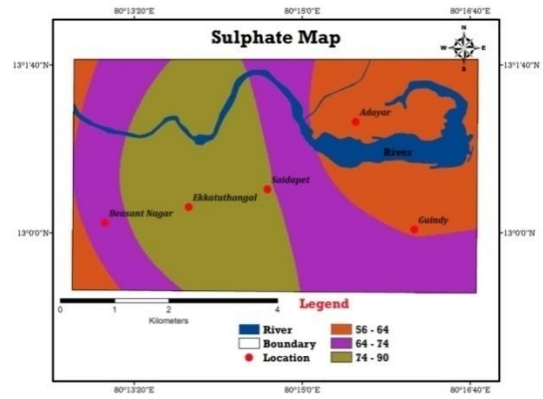 80°13'20"E 80°15'0"E 80°16'40"E
Sulphate Map
N
W E
S
13°1'40"N 13°1'40"N
Adayar
River
Saidapet
Ekkatuthangal
Beasant Nagar
Guindy
13°0'0"N 13°0'0"N
0 1 2 4
Kilometers
Legend
River 56 - 64
Boundary 64 - 74
Location 74 - 90
80°13'20"E 80°15'0"E 80°16'40"E